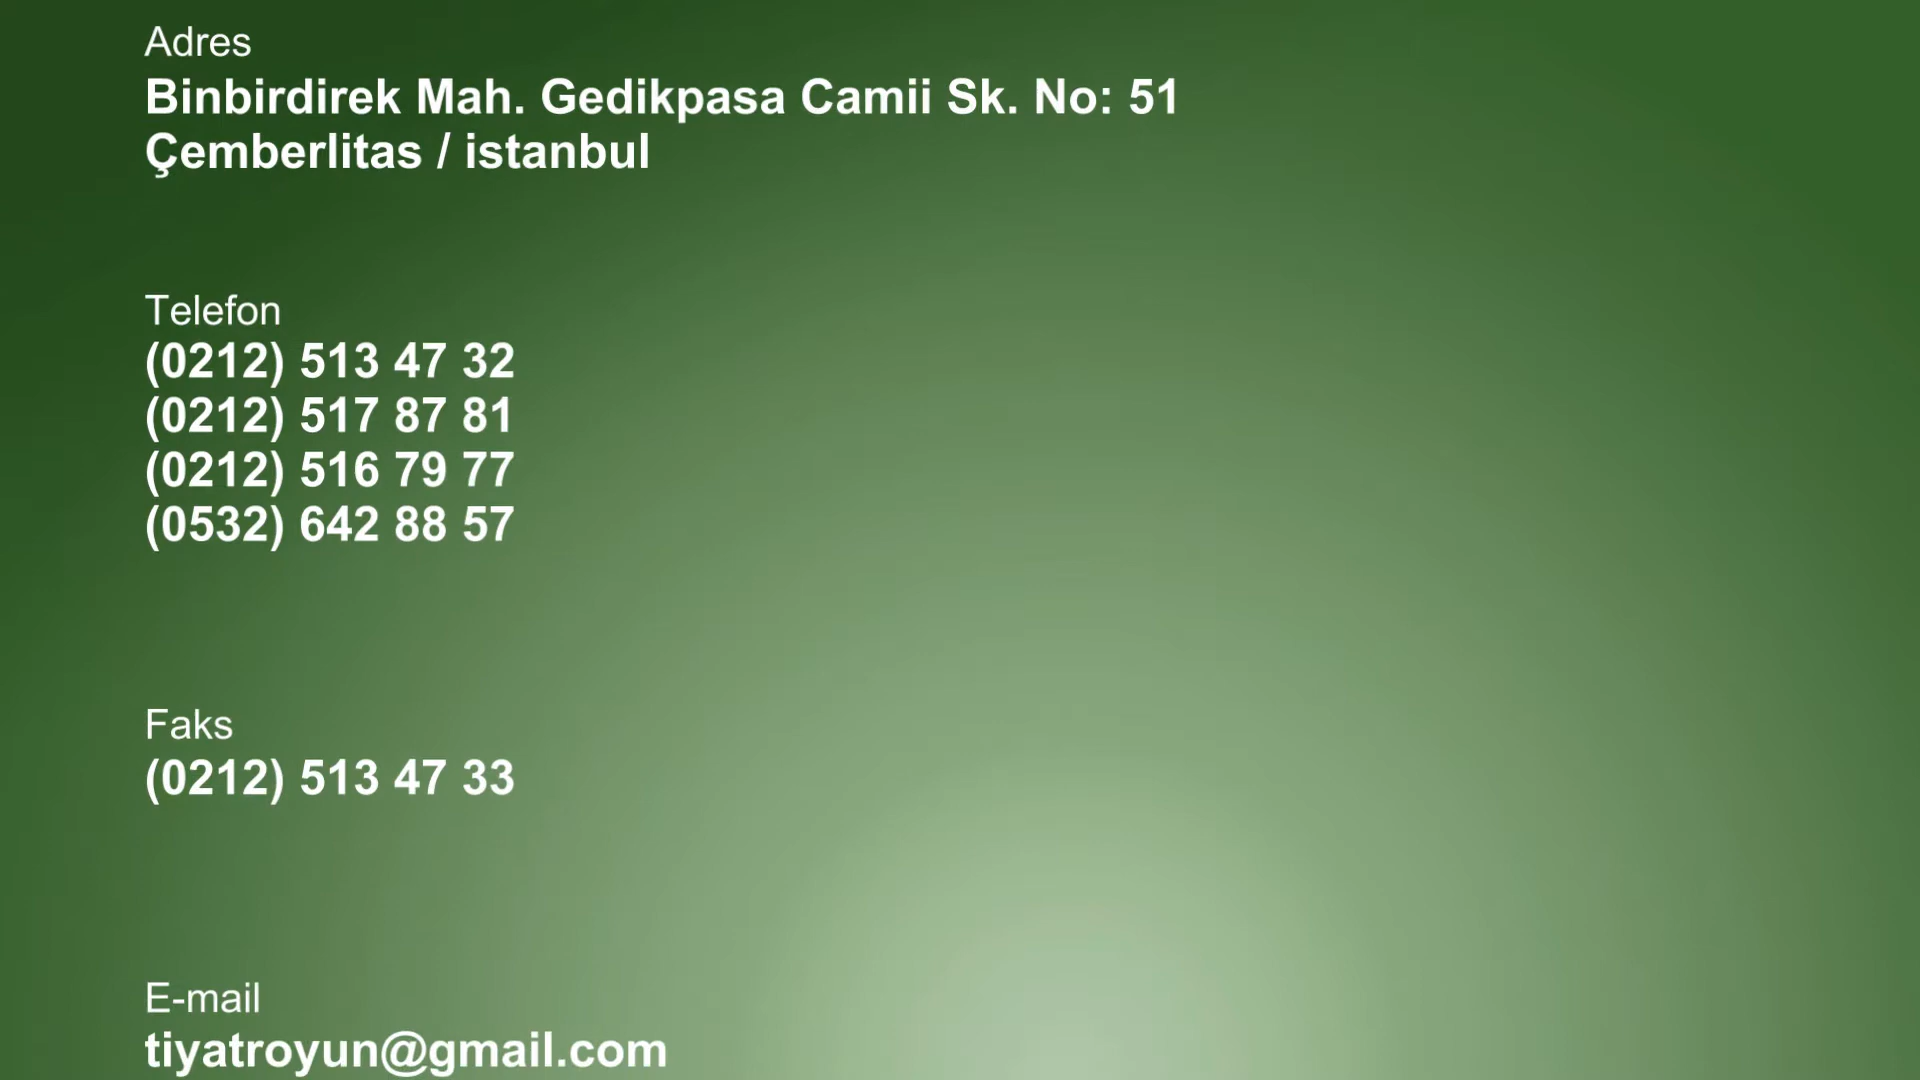 Adres
Binbirdirek Mah. Gedikpasa Camii Sk. No: 51
Çemberlitas / istanbul
Telefon
(0212) 513 47 32
(0212) 517 87 81
(0212) 516 79 77
(0532) 642 88 57
Faks
(0212) 513 47 33
E-mail
tiyatroyun@gmail.com